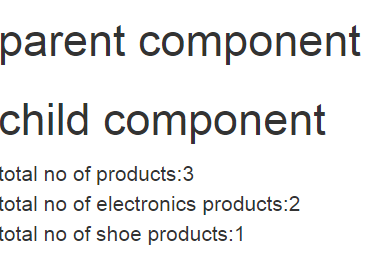 parent component
child component
total no of products:3
total no of electronics products:2
total no of shoe products:1